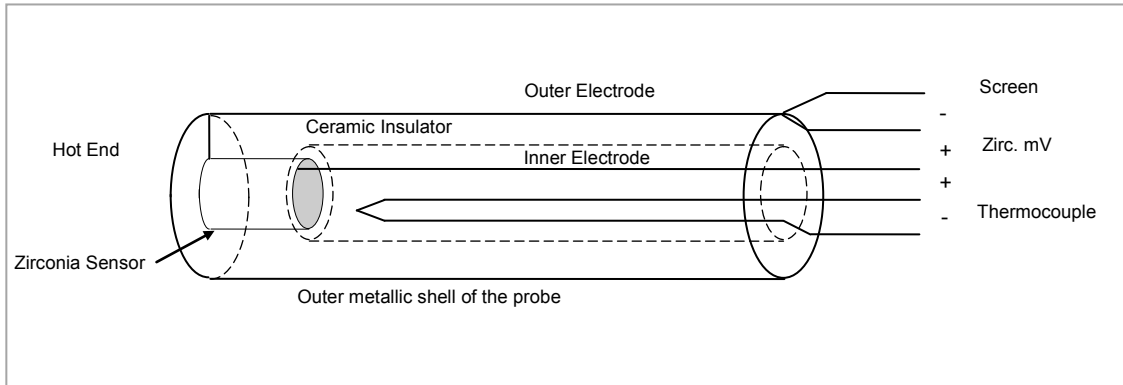 Outer Electrode
Screen
-
Ceramic Insulator
Hot End
Zirc. mV
+
Inner Electrode
+
-
Thermocouple
Zirconia Sensor
Outer metallic shell of the probe